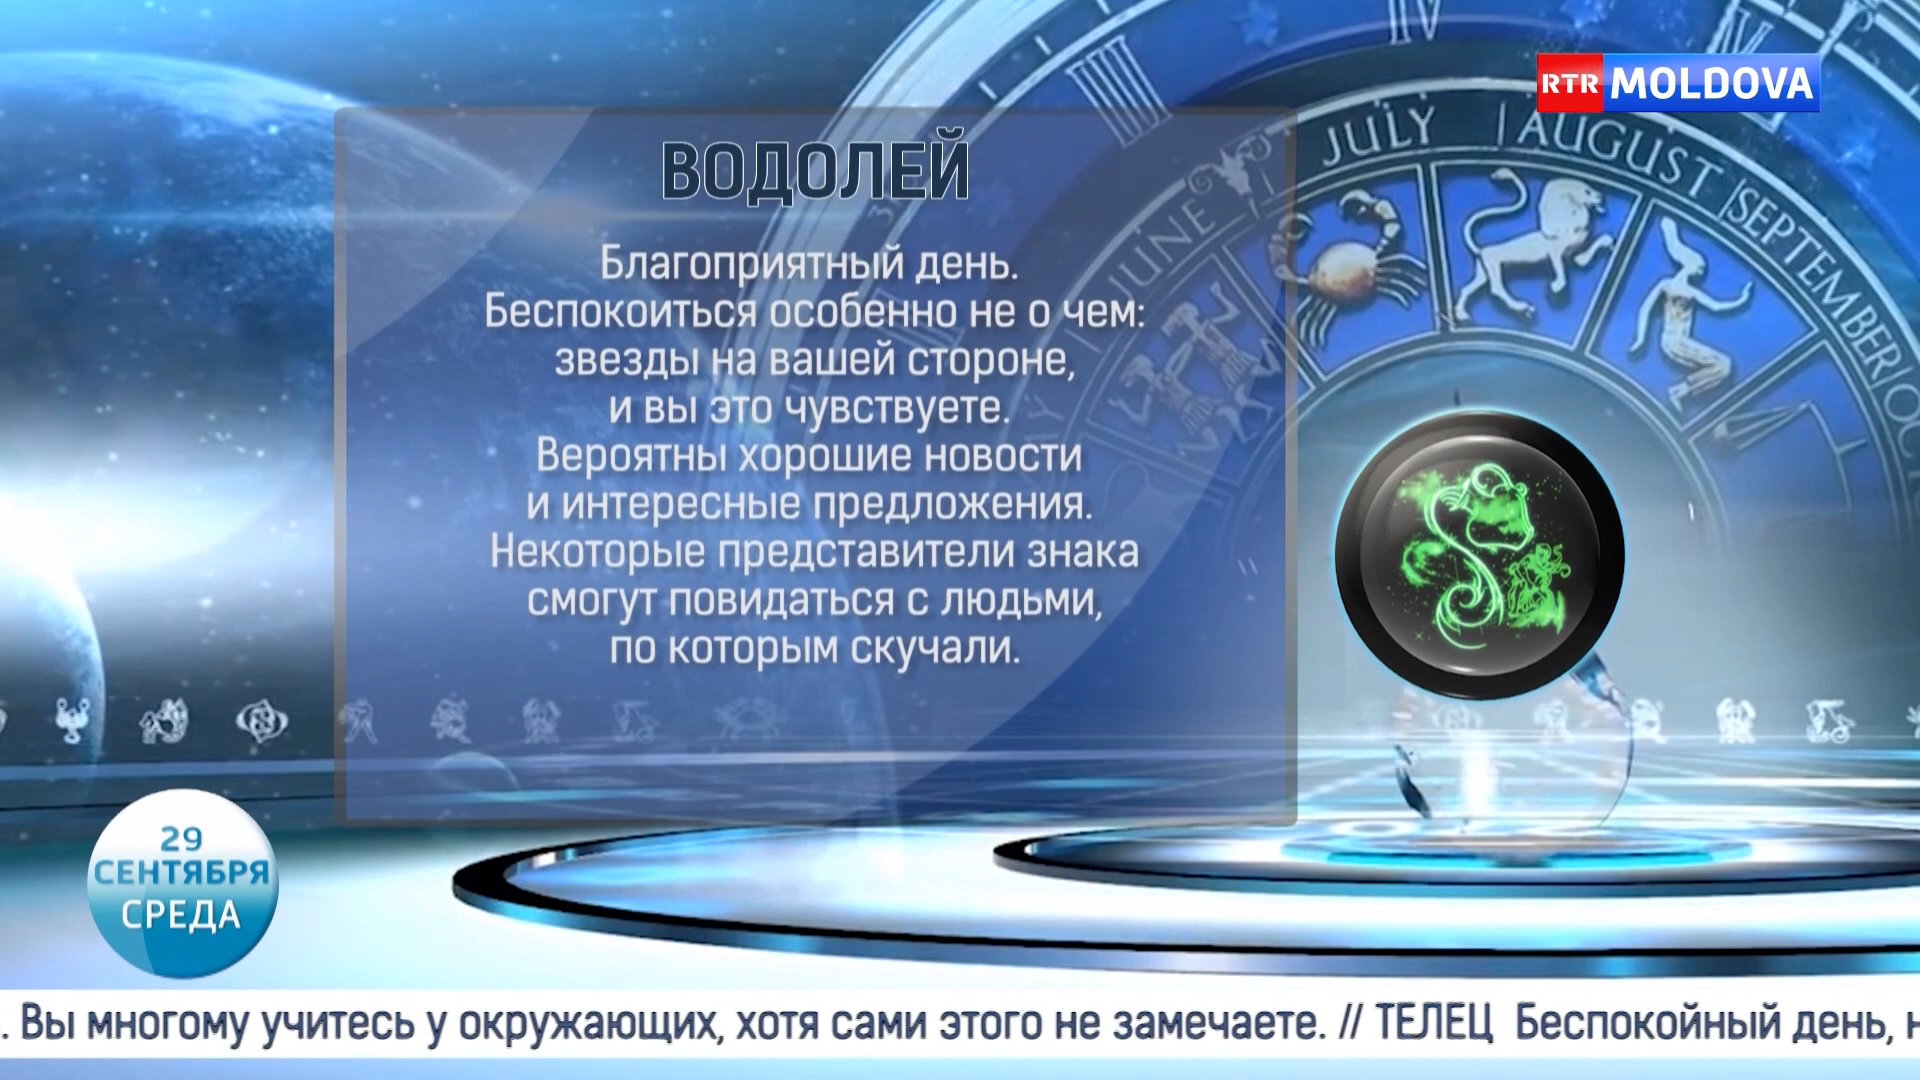 RTR MOLDOVA
IV
JULY
AUGUST
SEPTEMBER
JUNE
ВОДОЛЕЙ
Благоприятный день.
Беспокоиться особенно не о чем:
звезды на вашей стороне,
и вы это чувствуете.
Вероятны хорошие новости
и интересные предложения.
Некоторые представители знака
смогут повидаться с людьми,
по которым скучали.
29
СЕНТЯБРЯ
СРЕДА
. Вы многому учитесь у окружающих, хотя сами этого не замечаете. // ТЕЛЕЦ Беспокойный день, н